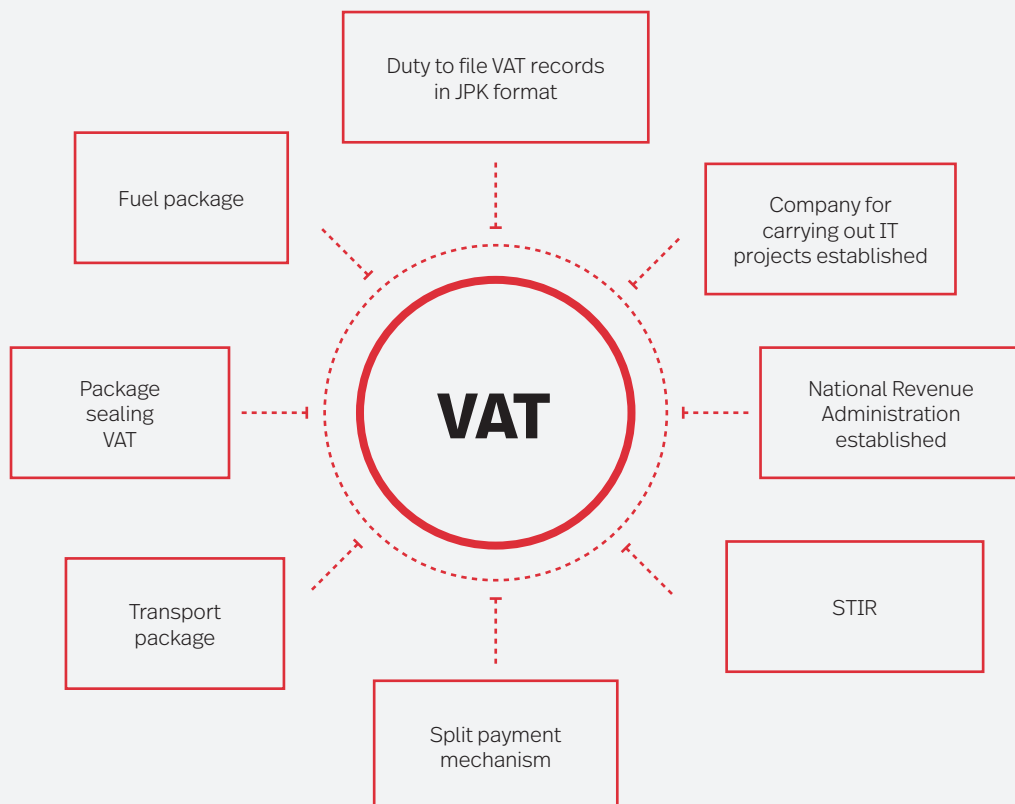 Duty to file VAT records
in JPK format
Fuel package
Company for
carrying out IT
projects established
VAT
Package
sealing
VAT
National Revenue
Administration
established
Transport
package
STIR
Split payment
mechanism